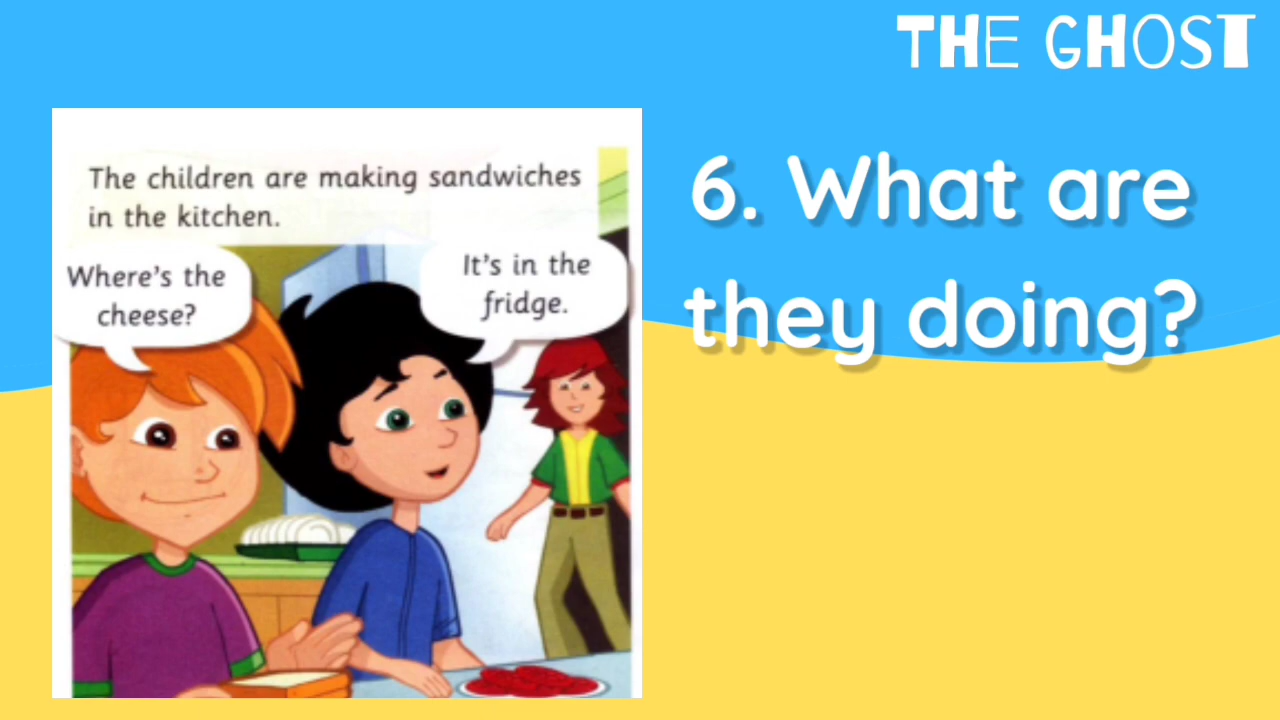 THE GHOST
The children are making sandwiches
in the kitchen.
Where's the
cheese?
It's in the
fridge.
6. What are
they doing?